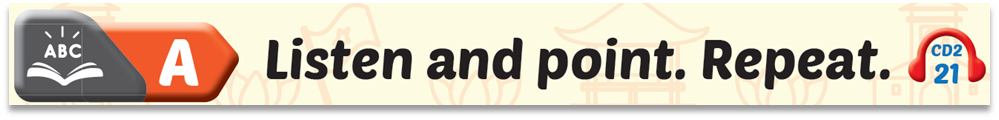 ABC
A Listen and point. Repeat.
CD2
21